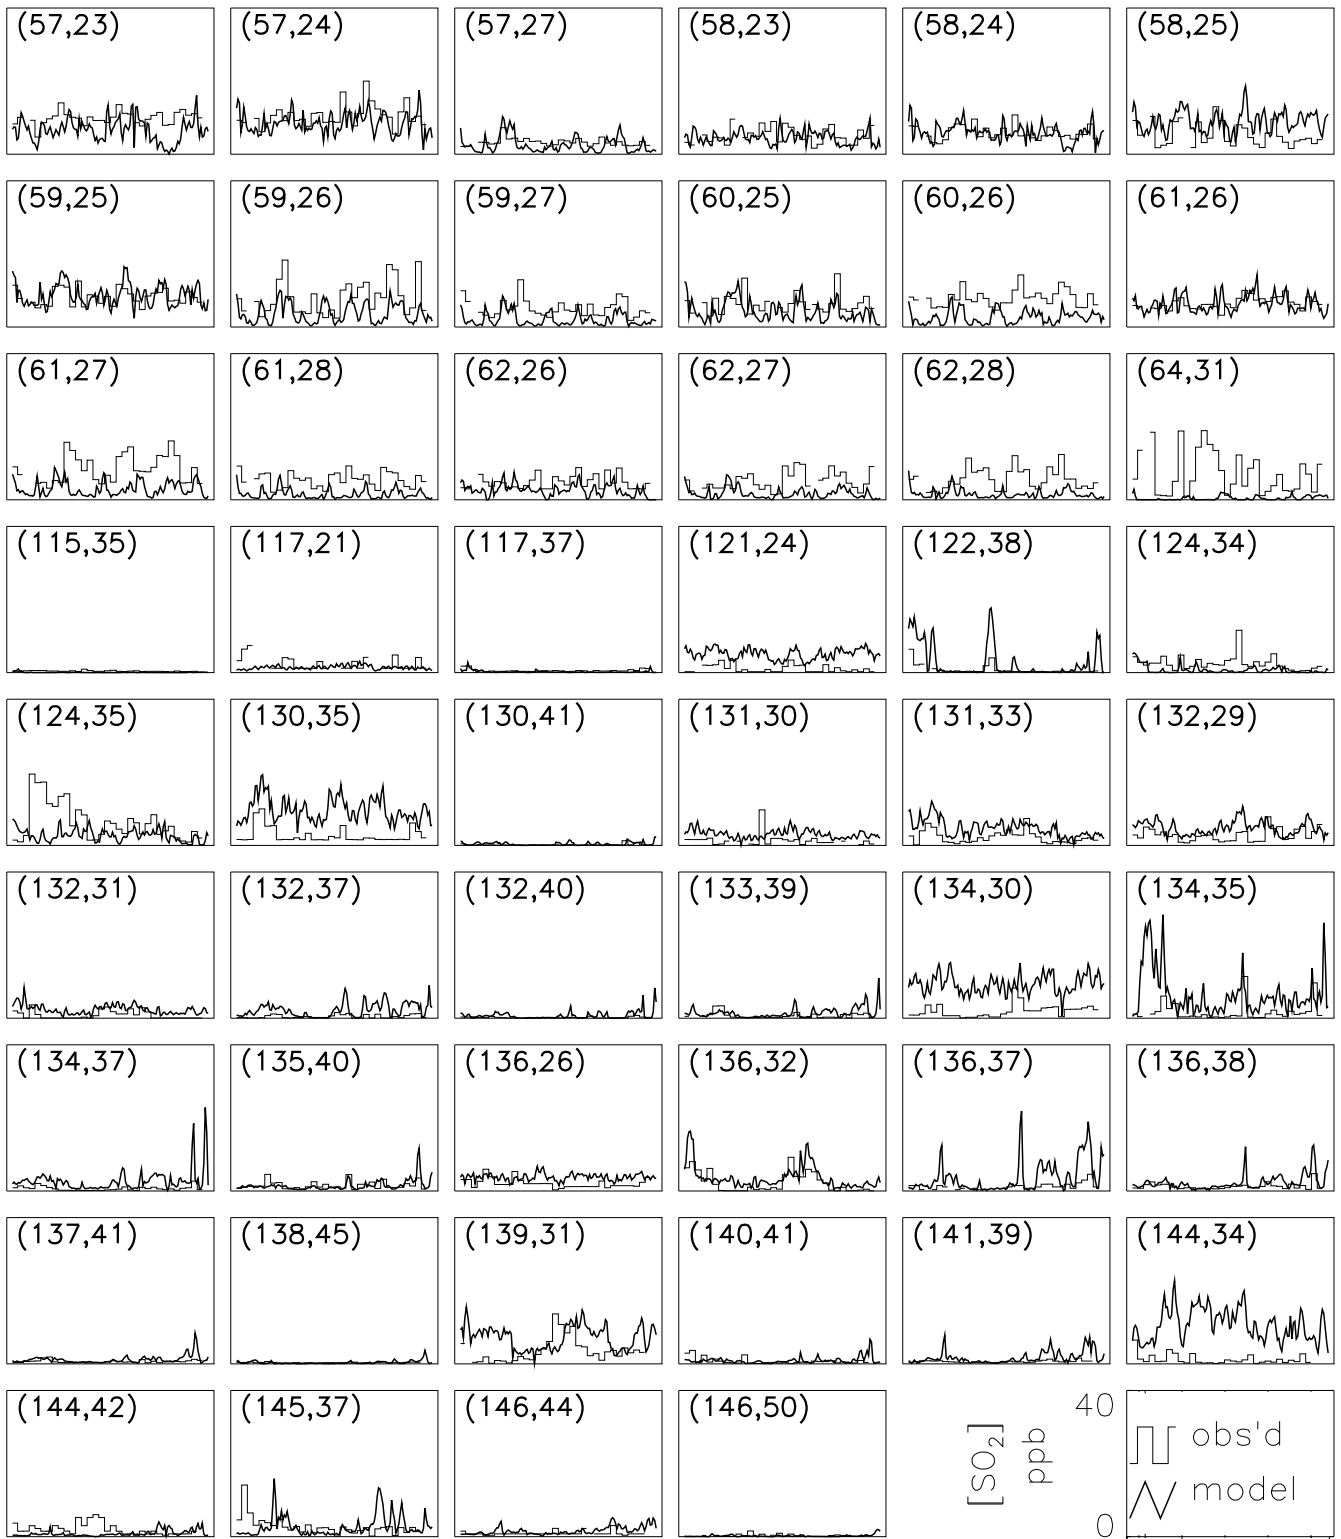 (57,23) (57,24) (57,27) (58,23) (58,24) (58,25)
(59,25) (59,26) (59,27) (60,25) (60,26) (61,26)
(61,27) (61,28) (62,26) (62,27) (62,28) (64,31)
(115,35) (117,21) (117,37) (121,24) (122,38) (124,34)
(124,35) (130,35) (130,41) (131,30) (131,33) (132,29)
(132,31) (132,37) (132,40) (133,39) (134,30) (134,35)
(134,37) (135,40) (136,26) (136,32) (136,37) (136,38)
(137,41) (138,45) (139,31) (140,41) (141,39) (144,34)
(144,42) (145,37) (146,44) (146,50)
[SO₂]
ppb
40
0
obs'd
model